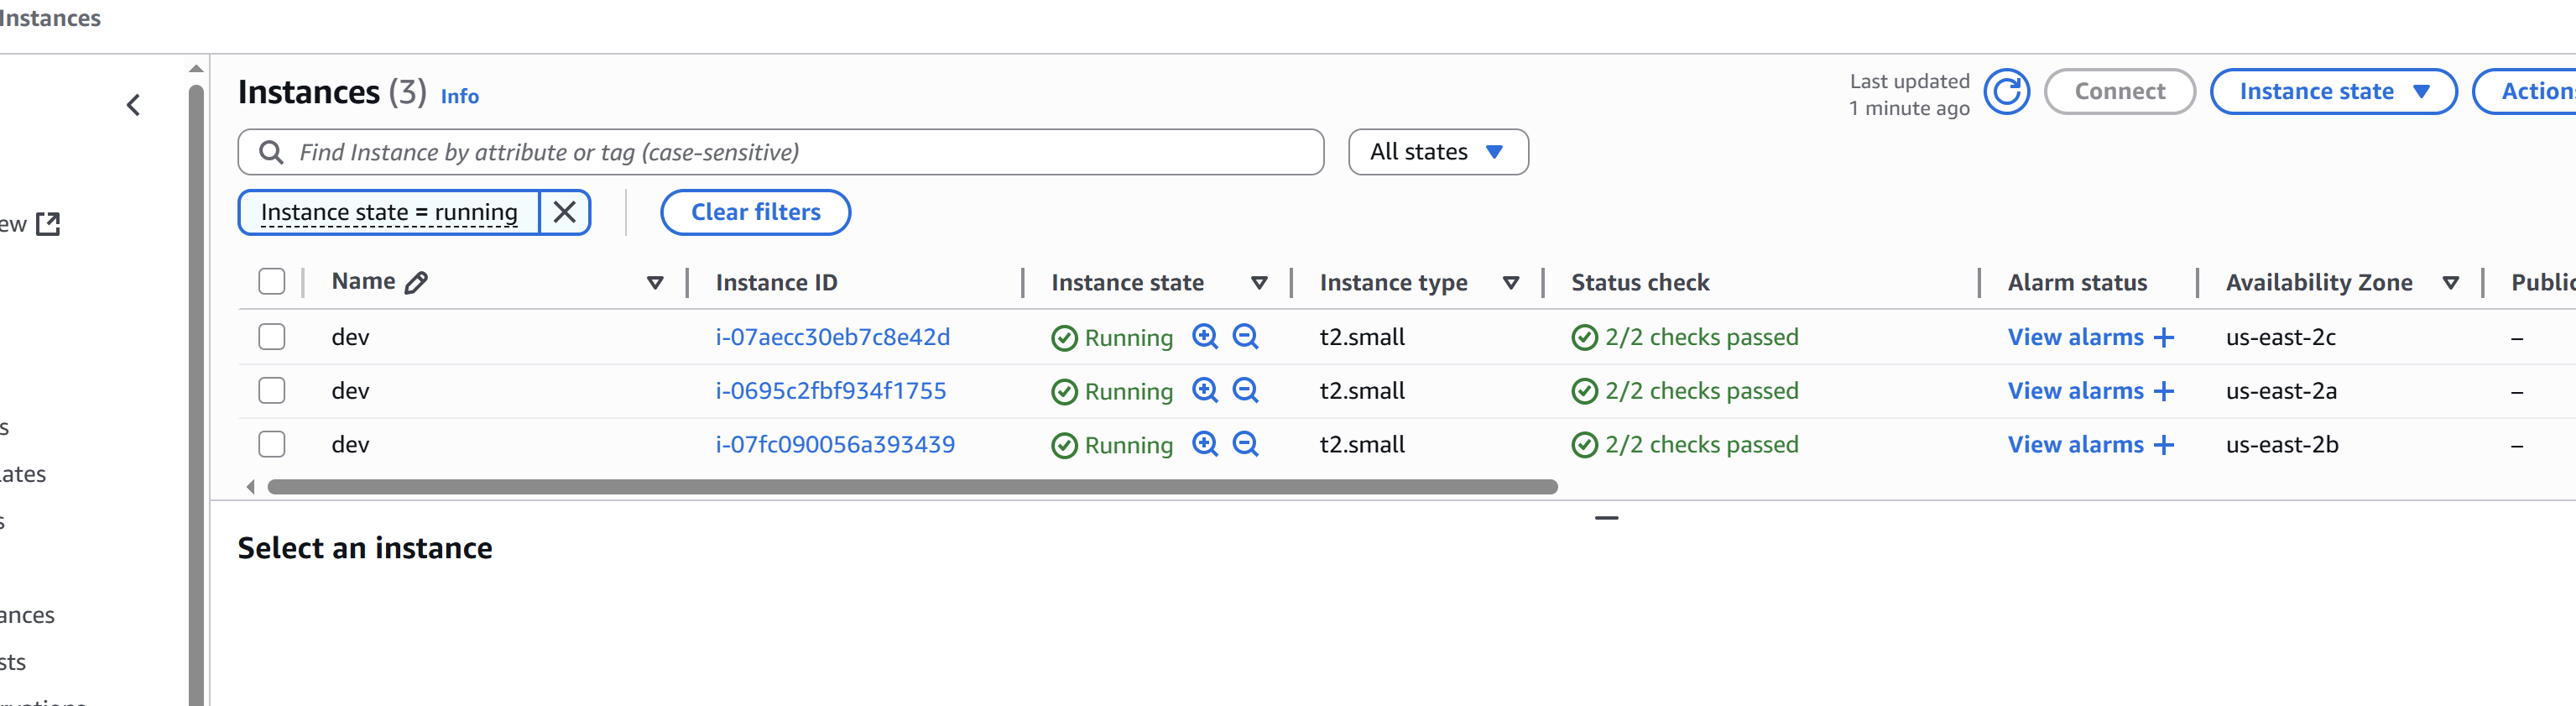 Instances
Instances (3) Info
Last updated
1 minute ago
Connect
Instance state
Action
Find Instance by attribute or tag (case-sensitive)
All states
Instance state = running
Clear filters
ew
Name Instance ID Instance state Instance type Status check Alarm status Availability Zone Public
dev i-07aecc30eb7c8e42d Running t2.small 2/2 checks passed View alarms + us-east-2c –
dev i-0695c2fbf934f1755 Running t2.small 2/2 checks passed View alarms + us-east-2a –
dev i-07fc090056a393439 Running t2.small 2/2 checks passed View alarms + us-east-2b –
s
lates
s
Select an instance
ances
sts